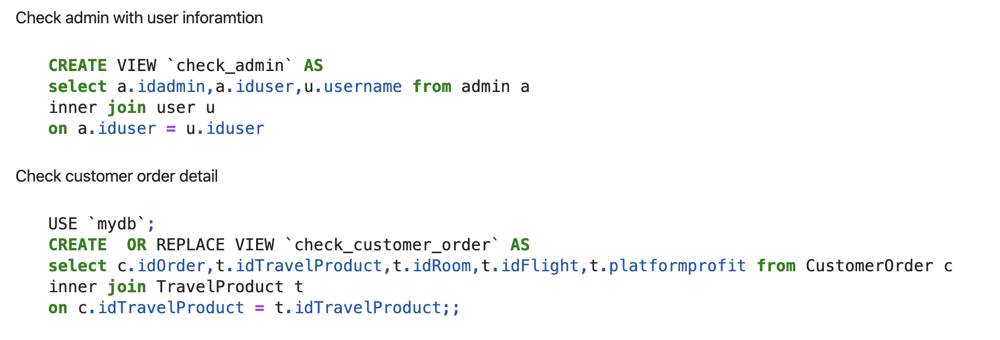 Check admin with user inforamtion
CREATE VIEW `check_admin` AS
select a.idadmin,a.iduser,u.username from admin a
inner join user u
on a.iduser = u.iduser
Check customer order detail
USE `mydb`;
CREATE  OR REPLACE VIEW `check_customer_order` AS
select c.idOrder,t.idTravelProduct,t.idRoom,t.idFlight,t.platformprofit from CustomerOrder c
inner join TravelProduct t
on c.idTravelProduct = t.idTravelProduct;;